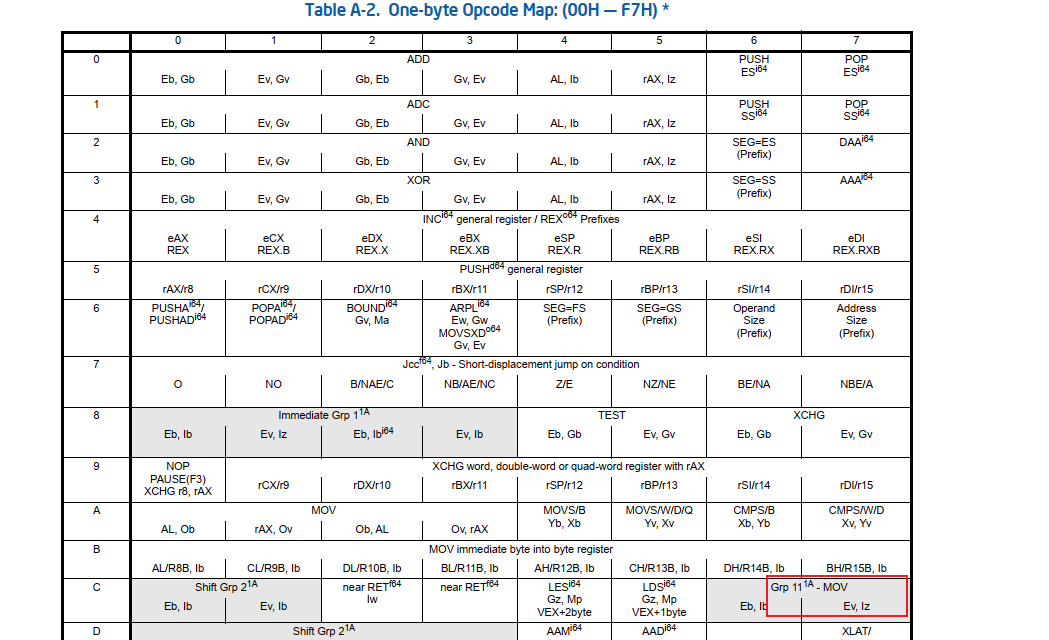 Table A-2. One-byte Opcode Map: (00H — F7H) *
0 1 2 3 4 5 6 7
0 ADD PUSH ES^i64 POP ES^i64
Eb, Gb Ev, Gv Gb, Eb Gv, Ev AL, Ib rAX, Iz
1 ADC PUSH SS^i64 POP SS^i64
Eb, Gb Ev, Gv Gb, Eb Gv, Ev AL, Ib rAX, Iz
2 AND SEG=ES (Prefix) DAA^i64
Eb, Gb Ev, Gv Gb, Eb Gv, Ev AL, Ib rAX, Iz
3 XOR SEG=SS (Prefix) AAA^i64
Eb, Gb Ev, Gv Gb, Eb Gv, Ev AL, Ib rAX, Iz
4 INC^i64 general register / REX^o64 Prefixes
eAX eCX eDX eBX eSP eBP eSI eDI
REX REX.B REX.X REX.XB REX.R REX.RB REX.RX REX.RXB
5 PUSH^d64 general register
rAX/r8 rCX/r9 rDX/r10 rBX/r11 rSP/r12 rBP/r13 rSI/r14 rDI/r15
6 PUSHA^i64/ POPA^i64/ BOUND^i64 ARPL^i64 SEG=FS SEG=GS Operand Address
PUSHAD^i64 POPAD^i64 Gv, Ma Ew, Gw (Prefix) (Prefix) Size Size
MOVSXD^o64 (Prefix) (Prefix)
Gv, Ev
7 Jcc^f64, Jb - Short-displacement jump on condition
O NO B/NAE/C NB/AE/NC Z/E NZ/NE BE/NA NBE/A
8 Immediate Grp 1^1A TEST XCHG
Eb, Ib Ev, Iz Eb, Ib^i64 Ev, Ib Eb, Gb Ev, Gv Eb, Gb Ev, Gv
9 NOP XCHG word, double-word or quad-word register with rAX
PAUSE(F3) rCX/r9 rDX/r10 rBX/r11 rSP/r12 rBP/r13 rSI/r14 rDI/r15
XCHG r8, rAX
A MOV MOVS/B MOVS/W/D/Q CMPS/B CMPS/W/D
AL, Ob rAX, Ov Ob, AL Ov, rAX Yb, Xb Yv, Xv Xb, Yb Xv, Yv
B MOV immediate byte into byte register
AL/R8B, Ib CL/R9B, Ib DL/R10B, Ib BL/R11B, Ib AH/R12B, Ib CH/R13B, Ib DH/R14B, Ib BH/R15B, Ib
C Shift Grp 2^1A near RET^f64 near RET^f64 LES^i64 LDS^i64 Grp 11^1A - MOV
Eb, Ib Ev, Ib Iw Gz, Mp Gz, Mp Eb, Ib Ev, Iz
VEX+2byte VEX+1byte
D Shift Grp 2^1A AAM^i64 AAD^i64 XLAT/